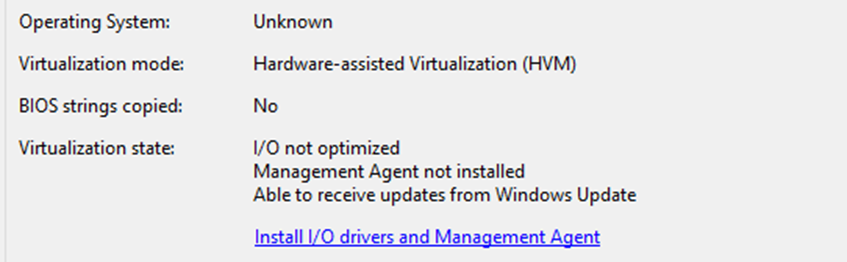 Operating System: Unknown
Virtualization mode: Hardware-assisted Virtualization (HVM)
BIOS strings copied: No
Virtualization state: I/O not optimized
Management Agent not installed
Able to receive updates from Windows Update
Install I/O drivers and Management Agent